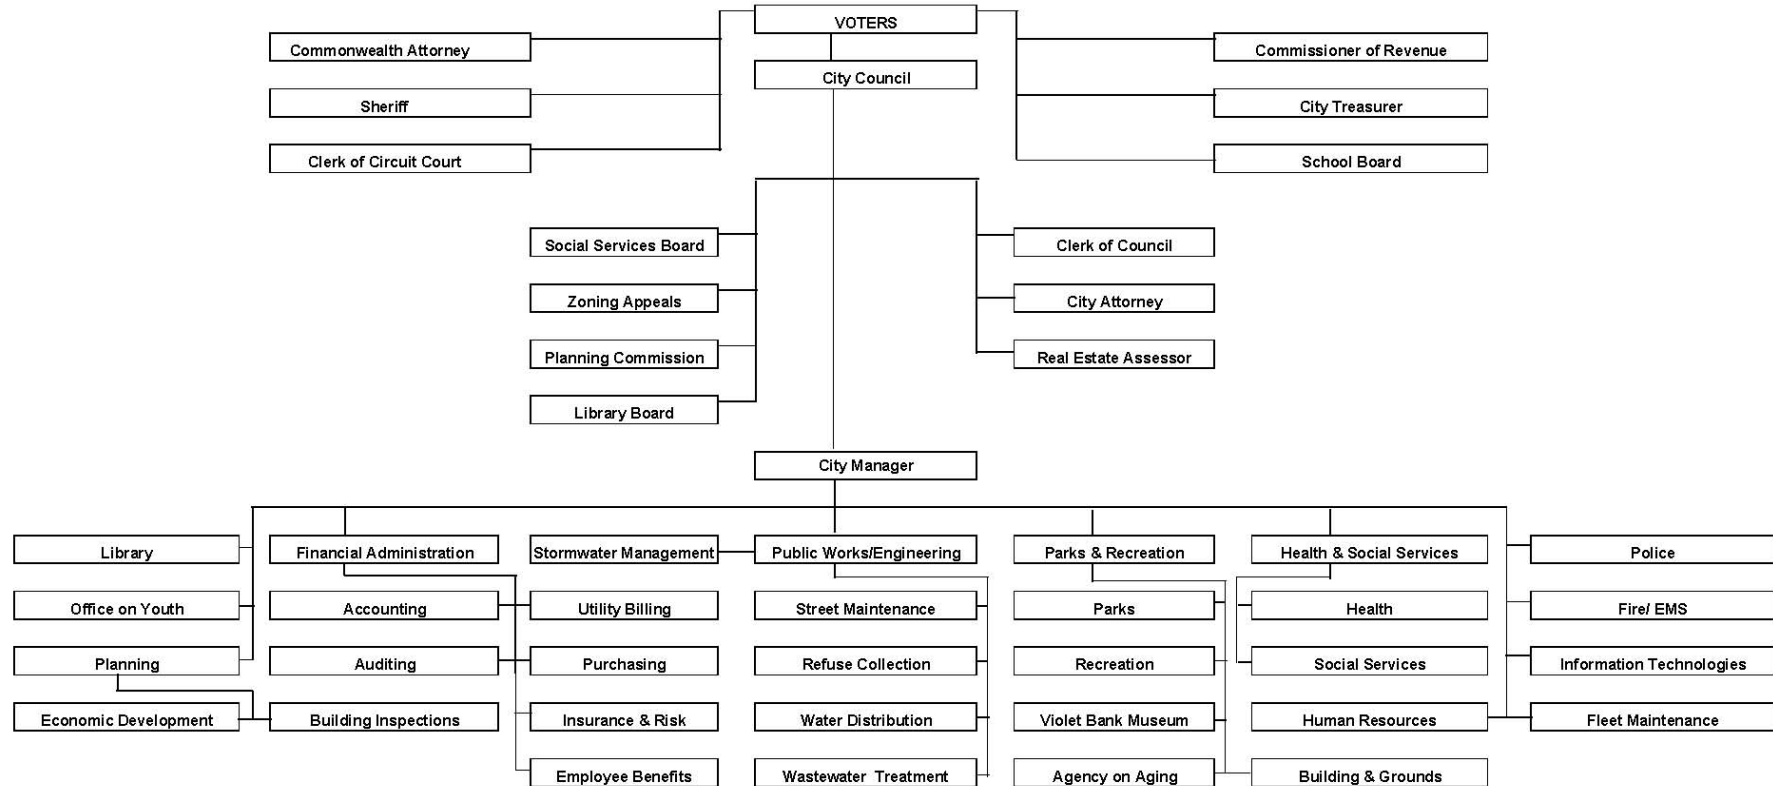 VOTERS
Commonwealth Attorney
Commissioner of Revenue
City Council
Sheriff
City Treasurer
Clerk of Circuit Court
School Board
Social Services Board
Clerk of Council
Zoning Appeals
City Attorney
Planning Commission
Real Estate Assessor
Library Board
City Manager
Library
Financial Administration
Stormwater Management
Public Works/Engineering
Parks & Recreation
Health & Social Services
Police
Office on Youth
Accounting
Utility Billing
Street Maintenance
Parks
Health
Fire/ EMS
Planning
Auditing
Purchasing
Refuse Collection
Recreation
Social Services
Information Technologies
Economic Development
Building Inspections
Insurance & Risk
Water Distribution
Violet Bank Museum
Human Resources
Fleet Maintenance
Employee Benefits
Wastewater Treatment
Agency on Aging
Building & Grounds